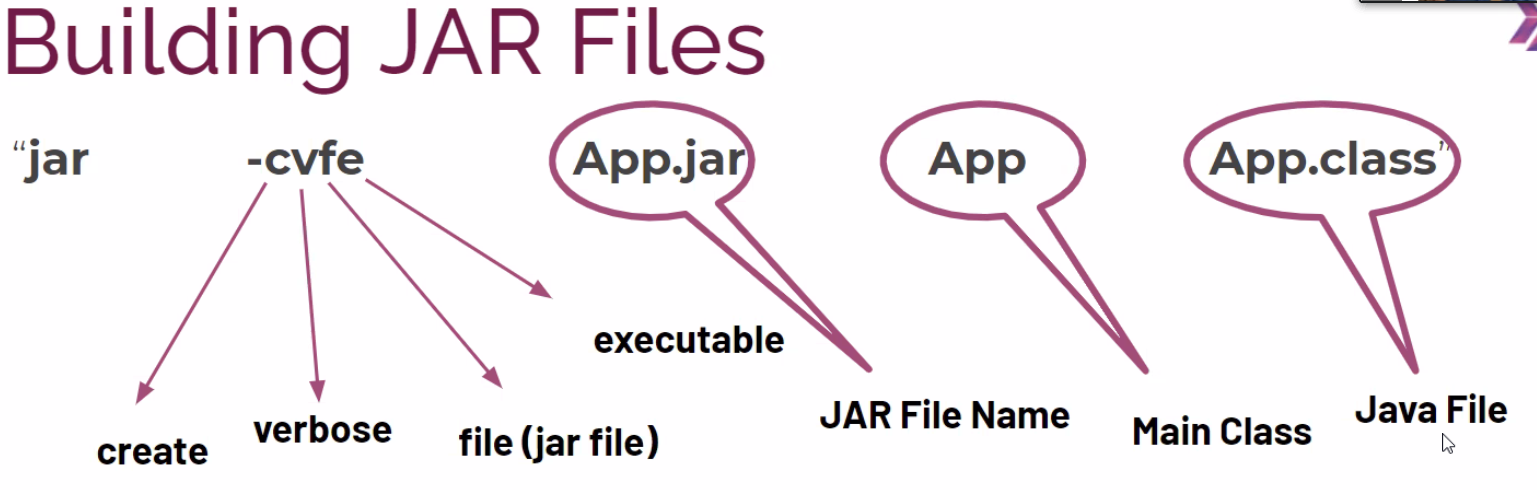 Building JAR Files
“jar -cvfe App.jar App App.class”
executable
create verbose file (jar file) JAR File Name Main Class Java File